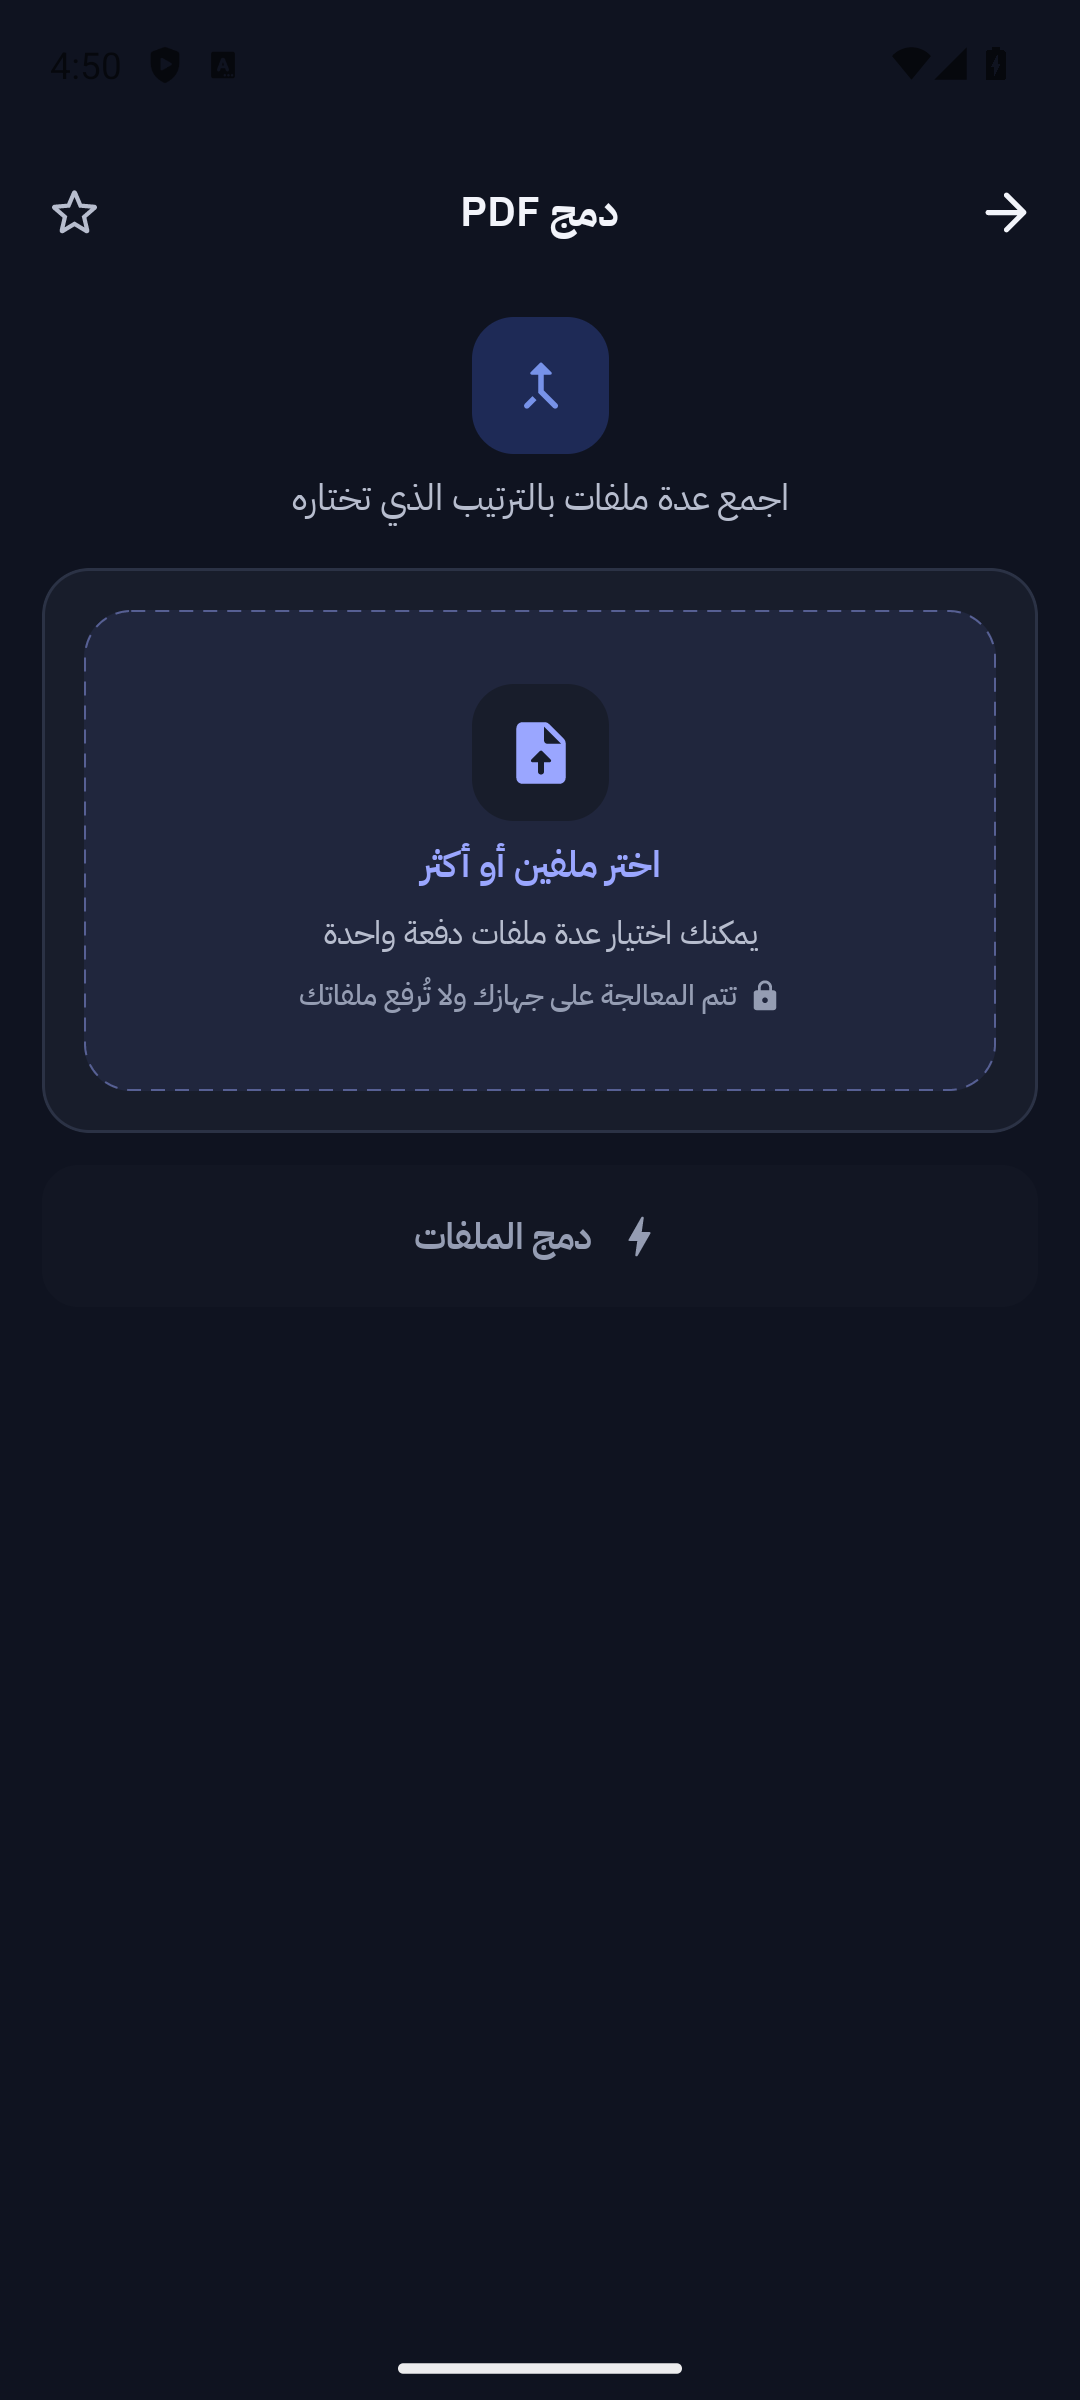 4:50
دمج PDF
اجمع عدة ملفات بالترتيب الذي تختاره
اختر ملفين أو أكثر
يمكنك اختيار عدة ملفات دفعة واحدة
تتم المعالجة على جهازك ولا تُرفع ملفاتك
دمج الملفات